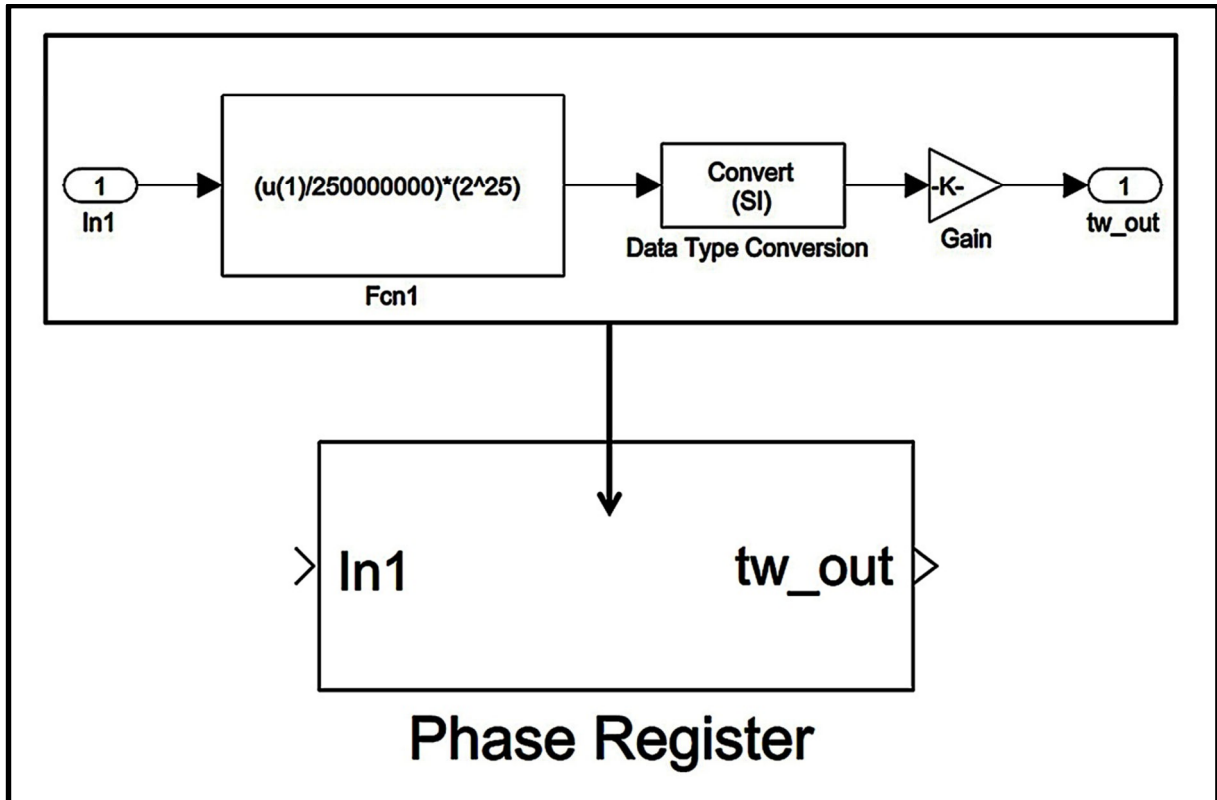 1
In1
(u(1)/250000000)*(2^25)
Fcn1
Convert
(SI)
Data Type Conversion
-K-
Gain
1
tw_out
In1
tw_out
Phase Register